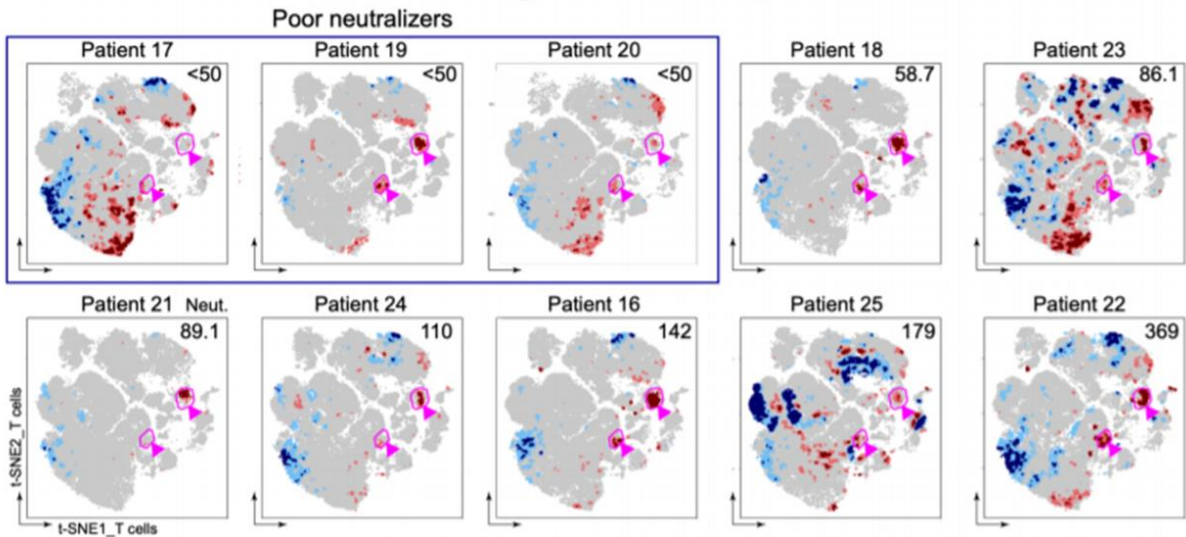 Poor neutralizers
Patient 17 Patient 19 Patient 20 Patient 18 Patient 23
<50 <50 <50 58.7 86.1
Patient 21 Neut. Patient 24 Patient 16 Patient 25 Patient 22
89.1 110 142 179 369
t-SNE2_T cells
t-SNE1_T cells